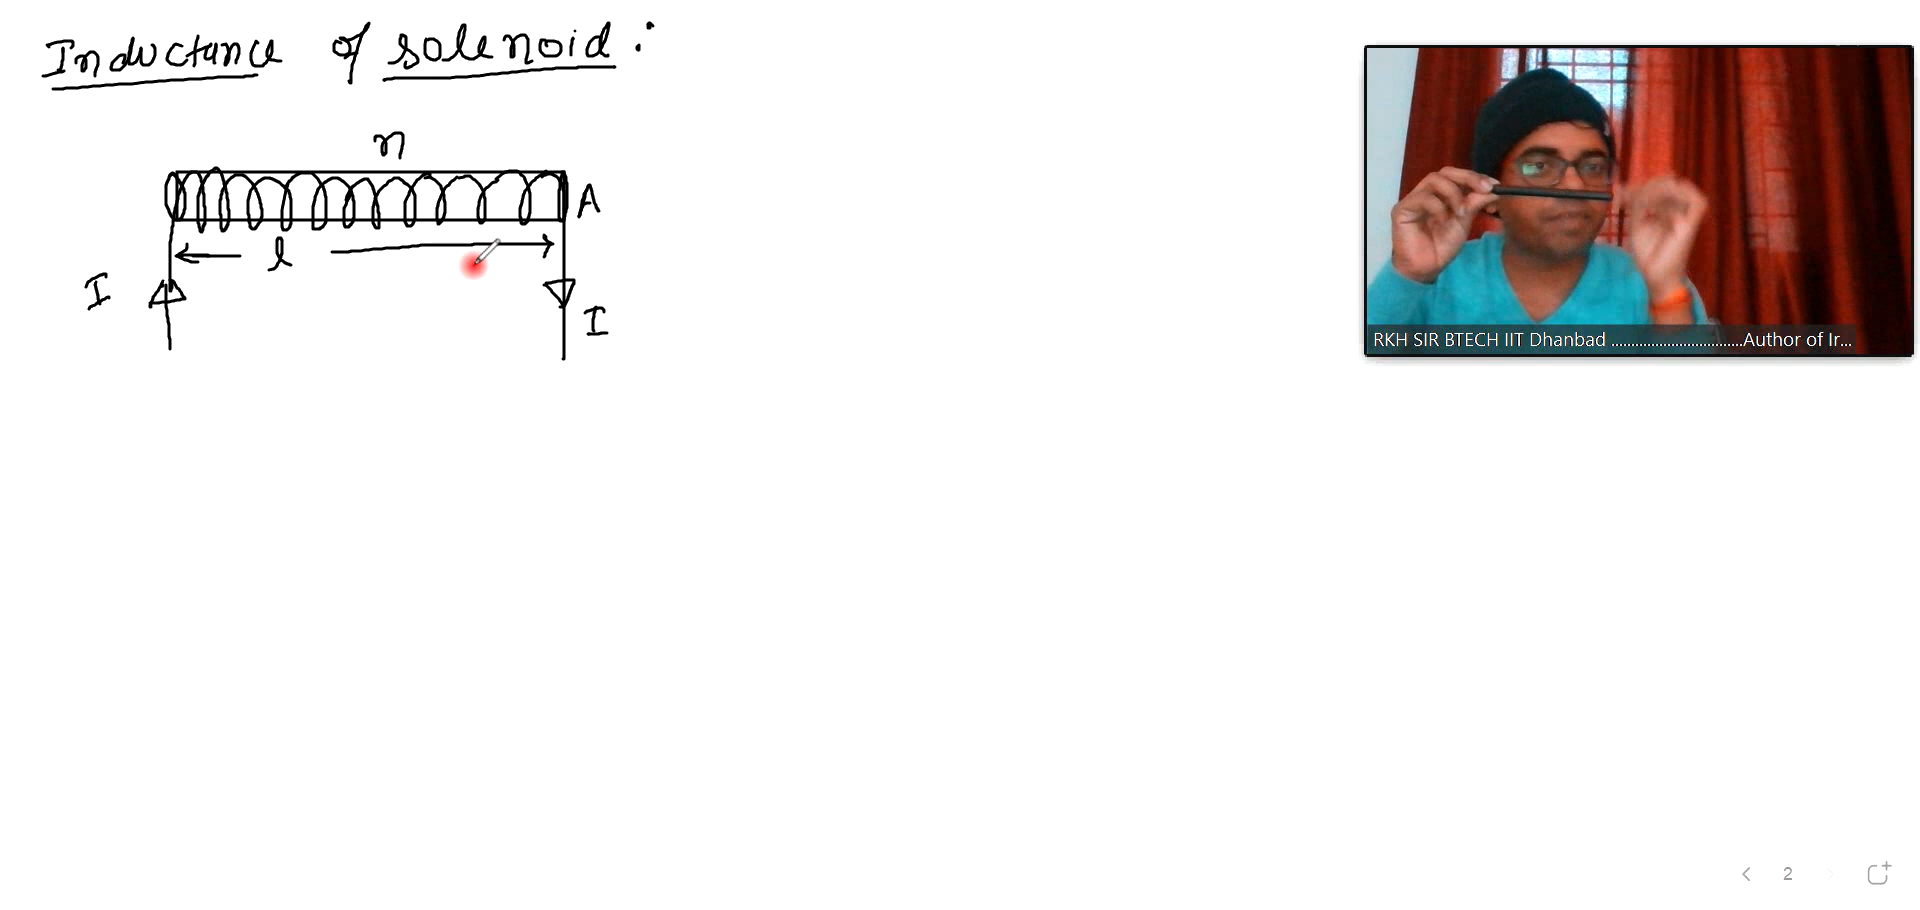 Inductance of solenoid :
n
A
l
I
I
RKH SIR BTECH IIT Dhanbad .................................Author of Ir...
2